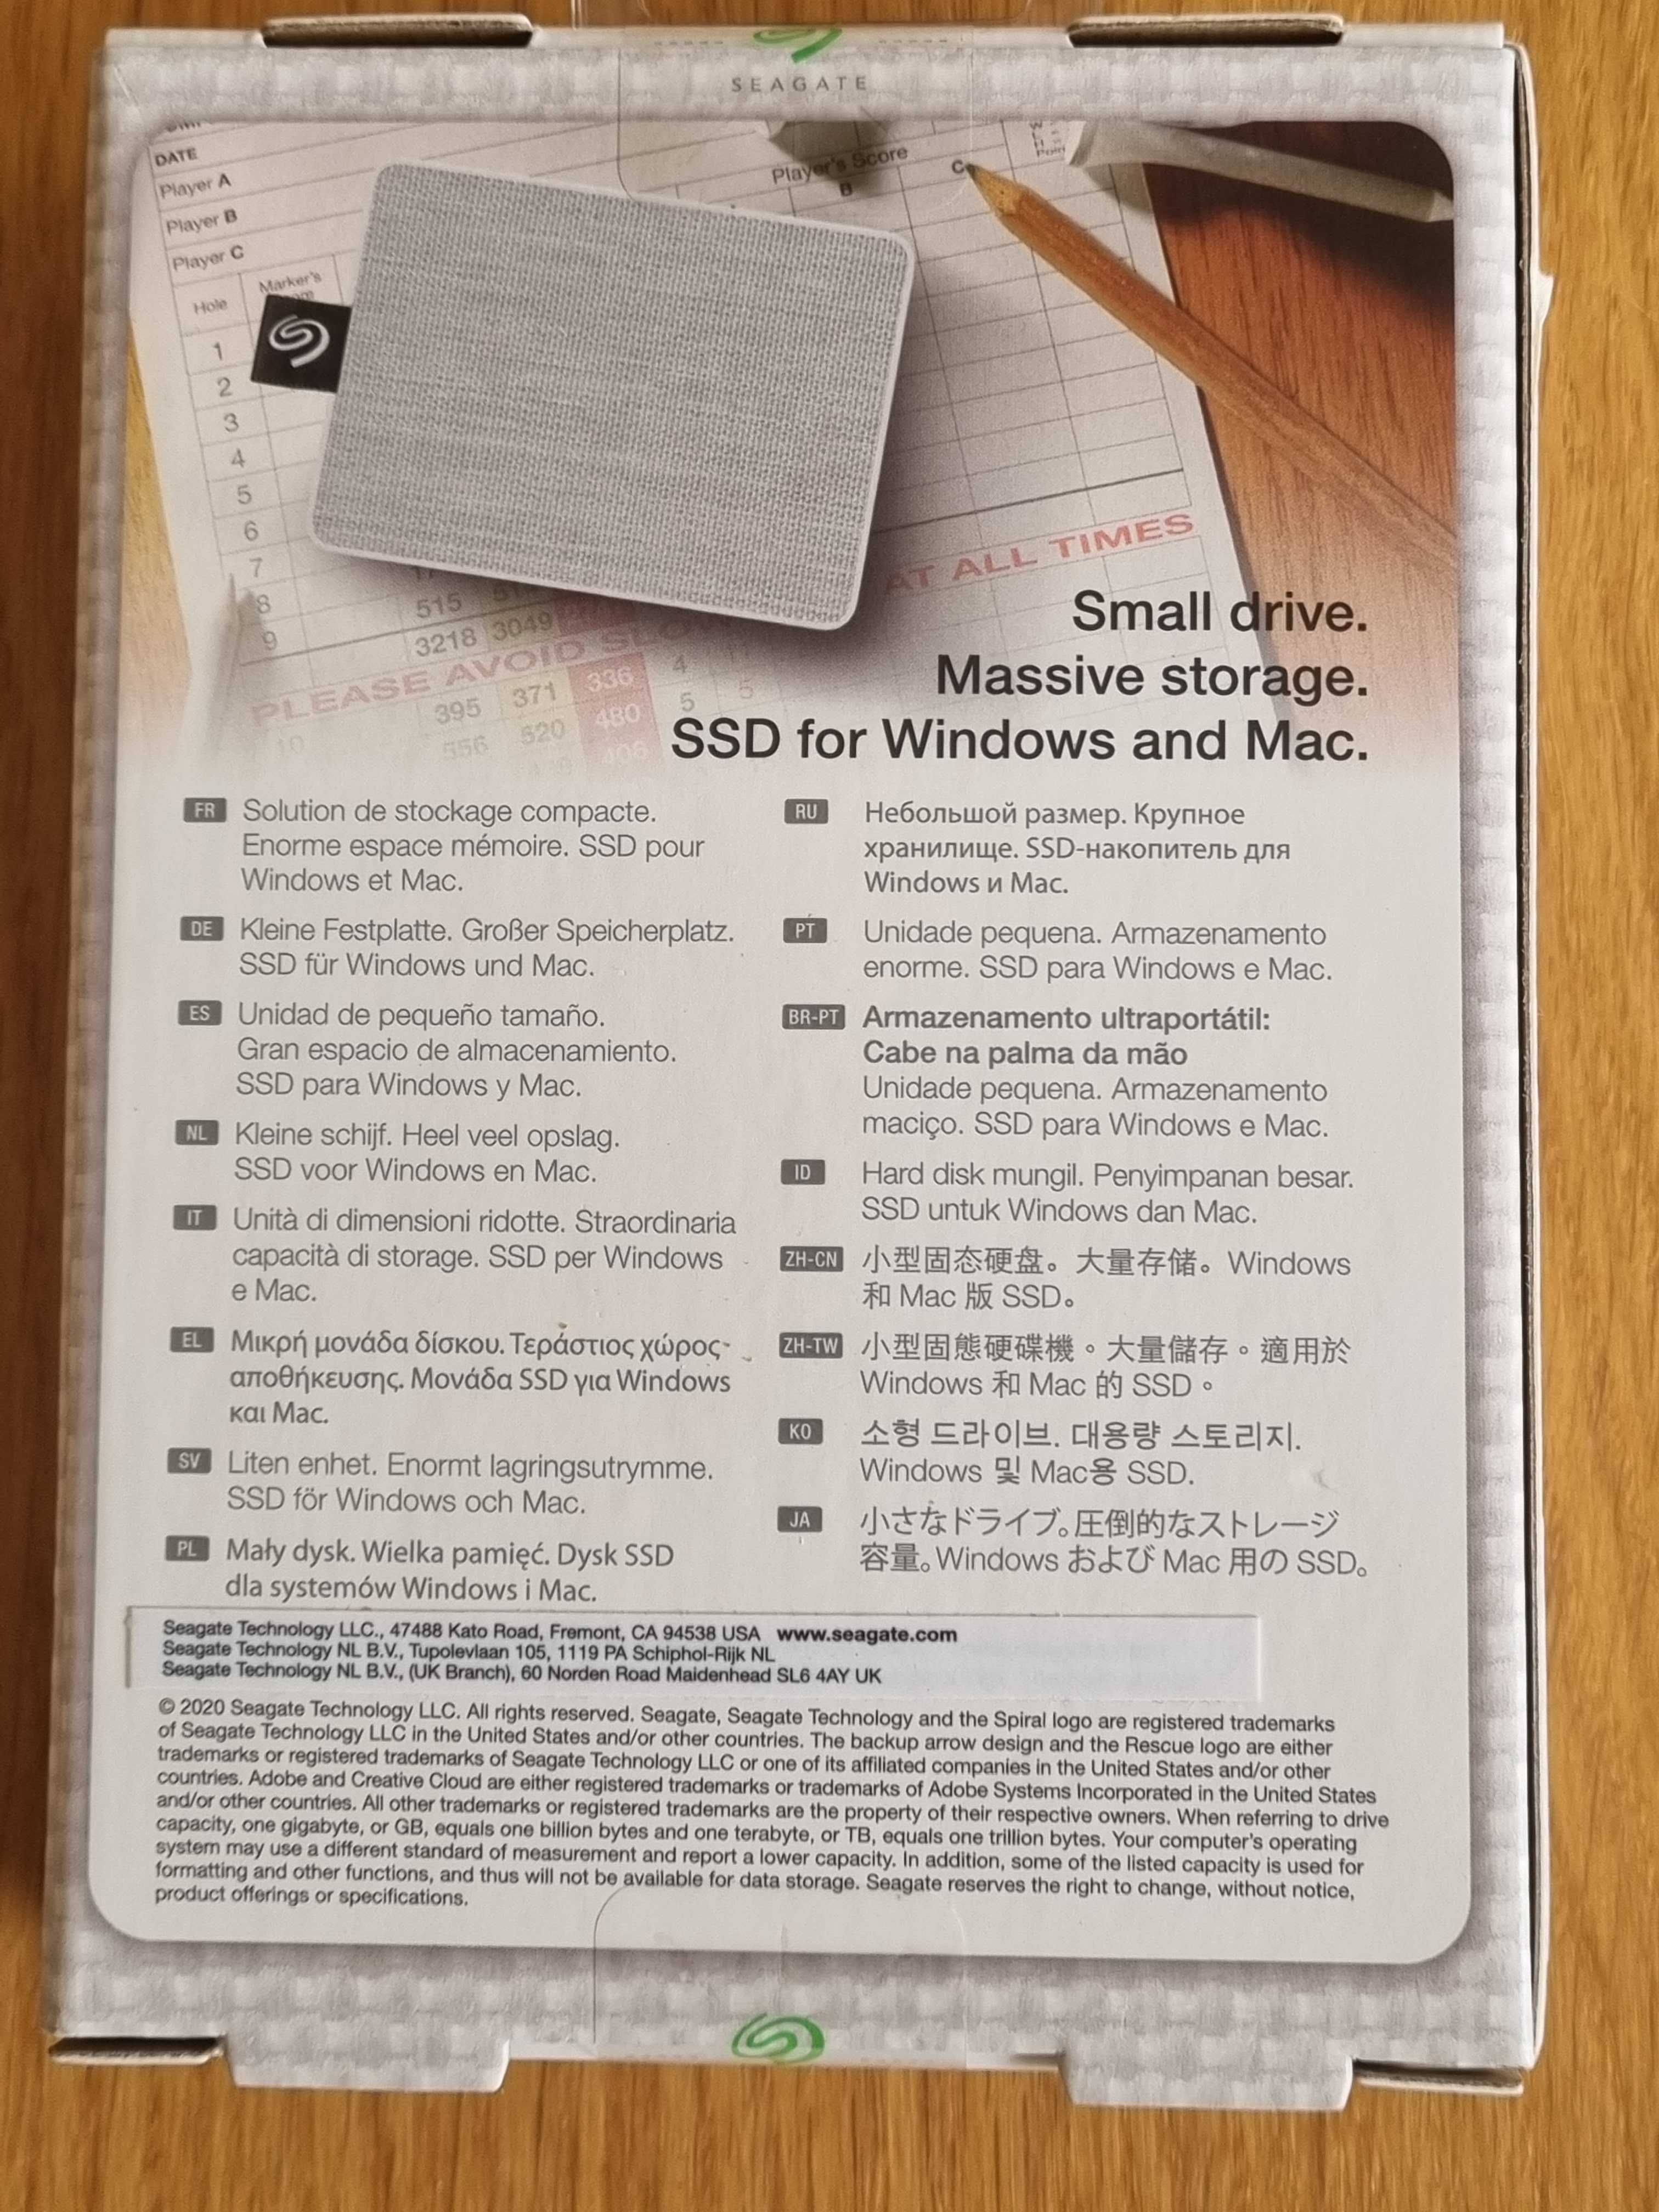 SEAGATE
DATE
Player A
Player B
Player C
Hole
Marker's
Player's Score
B
C
1
2
3
4
5
6
7
8
515
9
3218 3049
AT ALL TIMES
PLEASE AVOID
395 371 336 4
10
556 520 480 5 5
406
Small drive.
Massive storage.
SSD for Windows and Mac.
FR Solution de stockage compacte.
Enorme espace mémoire. SSD pour
Windows et Mac.
DE Kleine Festplatte. Großer Speicherplatz.
SSD für Windows und Mac.
ES Unidad de pequeño tamaño.
Gran espacio de almacenamiento.
SSD para Windows y Mac.
NL Kleine schijf. Heel veel opslag.
SSD voor Windows en Mac.
IT Unità di dimensioni ridotte. Straordinaria
capacità di storage. SSD per Windows
e Mac.
EL Μικρή μονάδα δίσκου. Τεράστιος χώρος
αποθήκευσης. Μονάδα SSD για Windows
και Mac.
SV Liten enhet. Enormt lagringsutrymme.
SSD för Windows och Mac.
PL Mały dysk. Wielka pamięć. Dysk SSD
dla systemów Windows i Mac.
RU Небольшой размер. Крупное
хранилище. SSD-накопитель для
Windows и Mac.
PT Unidade pequena. Armazenamento
enorme. SSD para Windows e Mac.
BR-PT Armazenamento ultraportátil:
Cabe na palma da mão
Unidade pequena. Armazenamento
maciço. SSD para Windows e Mac.
ID Hard disk mungil. Penyimpanan besar.
SSD untuk Windows dan Mac.
ZH-CN 小型固态硬盘。大量存储。Windows
和 Mac 版 SSD。
ZH-TW 小型固態硬碟機。大量儲存。適用於
Windows 和 Mac 的 SSD。
KO 소형 드라이브. 대용량 스토리지.
Windows 및 Mac용 SSD.
JA 小さなドライブ。圧倒的なストレージ
容量。Windows および Mac 用の SSD。
Seagate Technology LLC., 47488 Kato Road, Fremont, CA 94538 USA www.seagate.com
Seagate Technology NL B.V., Tupolevlaan 105, 1119 PA Schiphol-Rijk NL
Seagate Technology NL B.V., (UK Branch), 60 Norden Road Maidenhead SL6 4AY UK
© 2020 Seagate Technology LLC. All rights reserved. Seagate, Seagate Technology and the Spiral logo are registered trademarks
of Seagate Technology LLC in the United States and/or other countries. The backup arrow design and the Rescue logo are either
trademarks or registered trademarks of Seagate Technology LLC or one of its affiliated companies in the United States and/or other
countries. Adobe and Creative Cloud are either registered trademarks or trademarks of Adobe Systems Incorporated in the United States
and/or other countries. All other trademarks or registered trademarks are the property of their respective owners. When referring to drive
capacity, one gigabyte, or GB, equals one billion bytes and one terabyte, or TB, equals one trillion bytes. Your computer's operating
system may use a different standard of measurement and report a lower capacity. In addition, some of the listed capacity is used for
formatting and other functions, and thus will not be available for data storage. Seagate reserves the right to change, without notice,
product offerings or specifications.